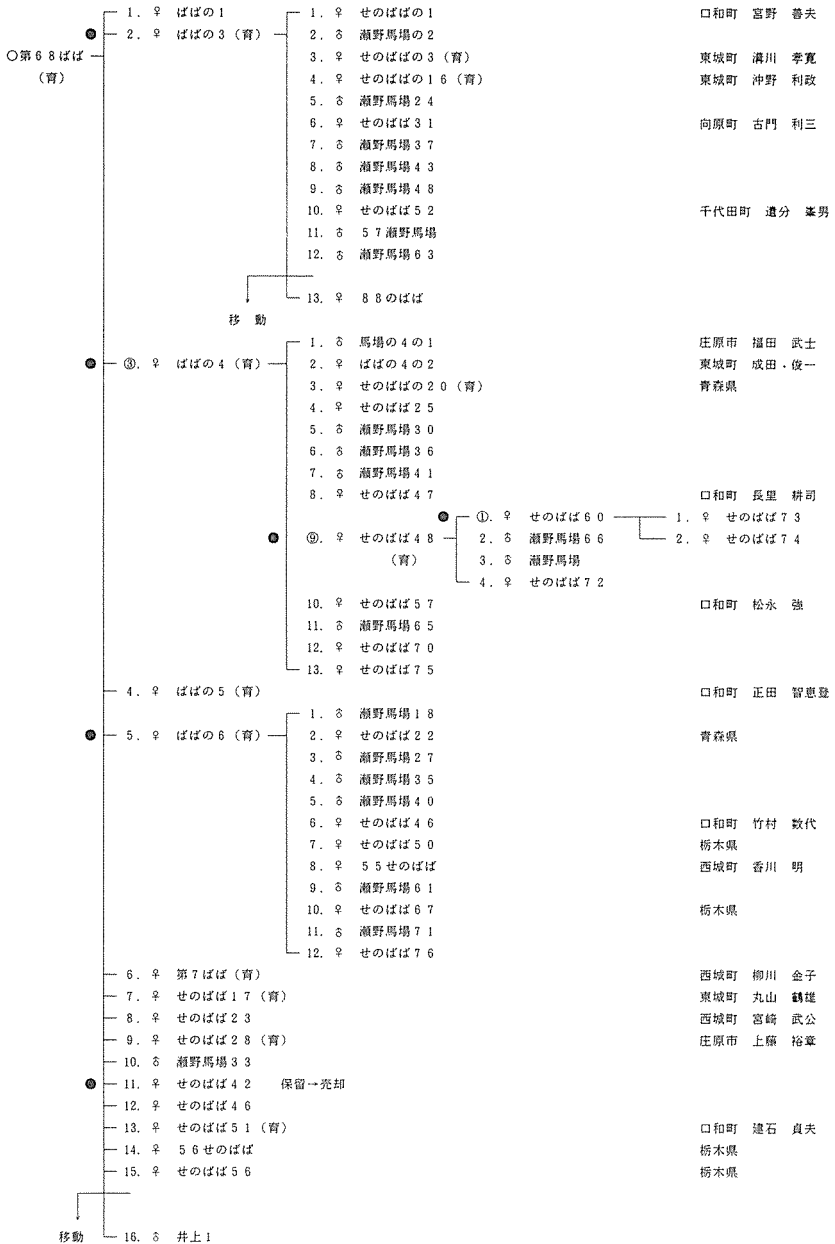 1. ♀ ばばの1 1. ♀ せのばばの1 口和町 宮野 善夫
2. ♀ ばばの3(育) 2. ♂ 瀬野馬場の2
○第68ばば 3. ♀ せのばばの3(育) 東城町 溝川 孝寛
(育) 4. ♀ せのばばの16(育) 東城町 沖野 利政
5. ♂ 瀬野馬場24
6. ♀ せのばば31 向原町 古門 利三
7. ♂ 瀬野馬場37
8. ♂ 瀬野馬場43
9. ♂ 瀬野馬場48
10. ♀ せのばば52 千代田町 遺分 峯男
11. ♂ 57瀬野馬場
12. ♂ 瀬野馬場63
13. ♀ 88のばば
移動
1. ♂ 馬場の4の1 庄原市 福田 武士
③. ♀ ばばの4(育) 2. ♀ ばばの4の2 東城町 成田・俊一
3. ♀ せのばばの20(育) 青森県
4. ♀ せのばば25
5. ♂ 瀬野馬場30
6. ♂ 瀬野馬場36
7. ♂ 瀬野馬場41
8. ♀ せのばば47 口和町 長里 耕司
①. ♀ せのばば60 1. ♀ せのばば73
⑨. ♀ せのばば48 2. ♂ 瀬野馬場66 2. ♀ せのばば74
(育) 3. ♂ 瀬野馬場
4. ♀ せのばば72
10. ♀ せのばば57 口和町 松永 強
11. ♂ 瀬野馬場65
12. ♀ せのばば70
13. ♀ せのばば75
4. ♀ ばばの5(育) 口和町 正田 智恵登
1. ♂ 瀬野馬場18
5. ♀ ばばの6(育) 2. ♀ せのばば22 青森県
3. ♂ 瀬野馬場27
4. ♂ 瀬野馬場35
5. ♂ 瀬野馬場40
6. ♀ せのばば46 口和町 竹村 数代
7. ♀ せのばば50 栃木県
8. ♀ 55せのばば 西城町 香川 明
9. ♂ 瀬野馬場61
10. ♀ せのばば67 栃木県
11. ♂ 瀬野馬場71
12. ♀ せのばば76
6. ♀ 第7ばば(育) 西城町 柳川 金子
7. ♀ せのばば17(育) 東城町 丸山 鶴雄
8. ♀ せのばば23 西城町 宮崎 武公
9. ♀ せのばば28(育) 庄原市 上藤 裕章
10. ♂ 瀬野馬場33
11. ♀ せのばば42 保留→売却
12. ♀ せのばば46
13. ♀ せのばば51(育) 口和町 建石 貞夫
14. ♀ 56せのばば 栃木県
15. ♀ せのばば56 栃木県
移動 16. ♂ 井上1